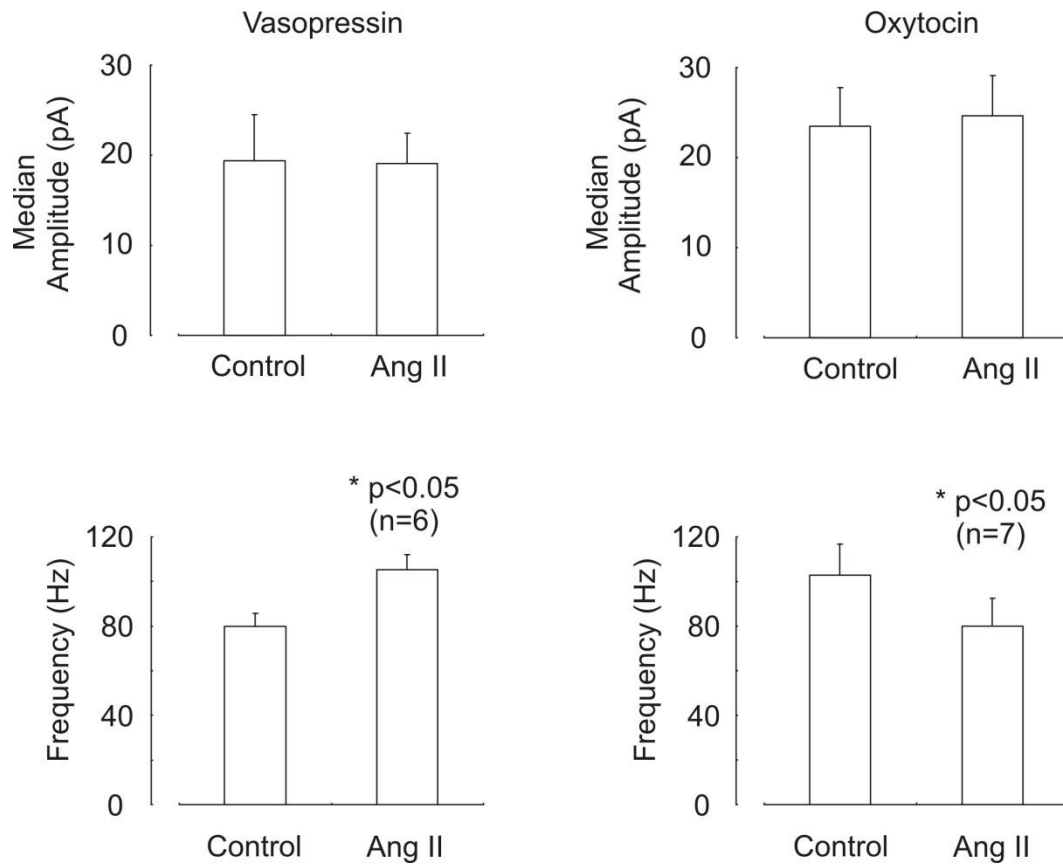 Vasopressin
Median
Amplitude (pA)
30
20
10
0
Control
Ang II
Oxytocin
Median
Amplitude (pA)
30
20
10
0
Control
Ang II
Frequency (Hz)
120
80
40
0
* p<0.05
(n=6)
Control
Ang II
Frequency (Hz)
120
80
40
0
* p<0.05
(n=7)
Control
Ang II